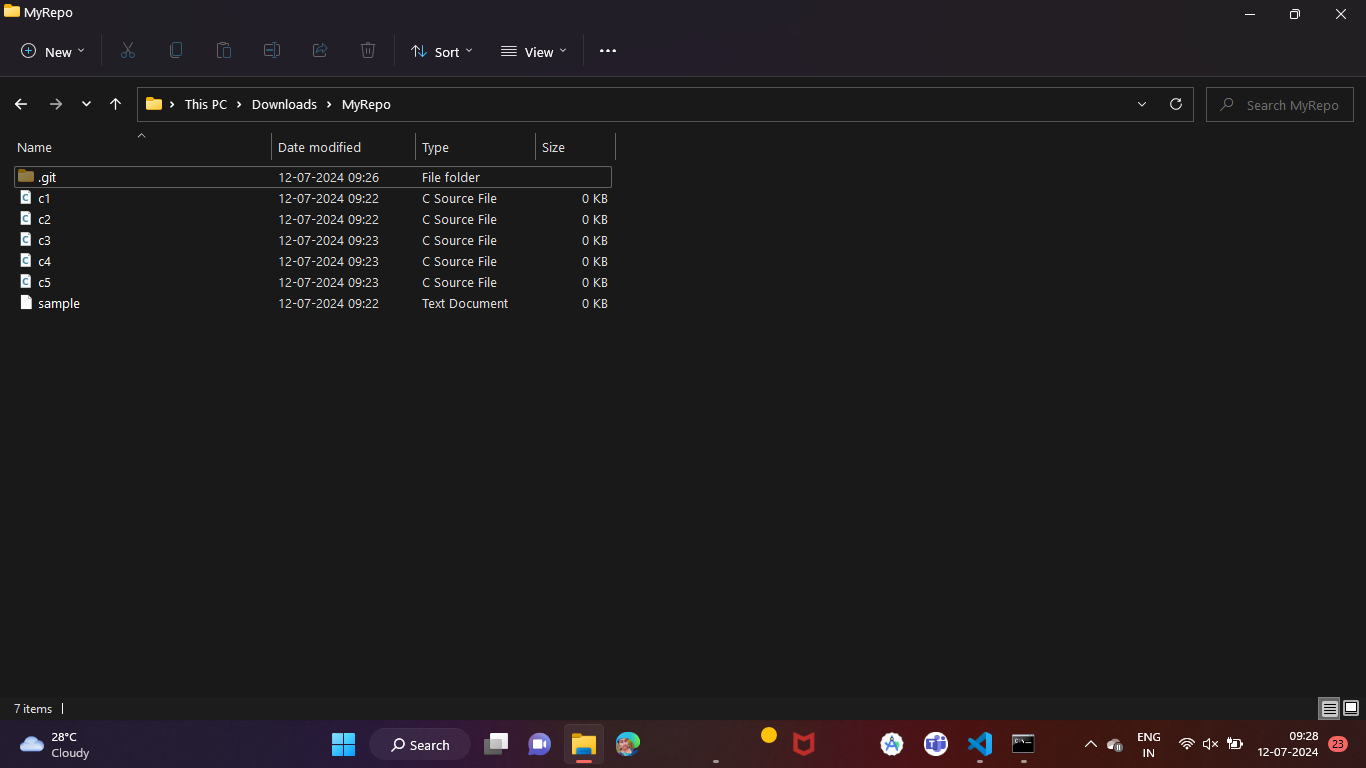 MyRepo
New
Sort
View
This PC > Downloads > MyRepo
Search MyRepo
Name Date modified Type Size
.git 12-07-2024 09:26 File folder
c1 12-07-2024 09:22 C Source File 0 KB
c2 12-07-2024 09:22 C Source File 0 KB
c3 12-07-2024 09:23 C Source File 0 KB
c4 12-07-2024 09:23 C Source File 0 KB
c5 12-07-2024 09:23 C Source File 0 KB
sample 12-07-2024 09:22 Text Document 0 KB
7 items
28°C
Cloudy
Search
ENG
IN
09:28
12-07-2024
23